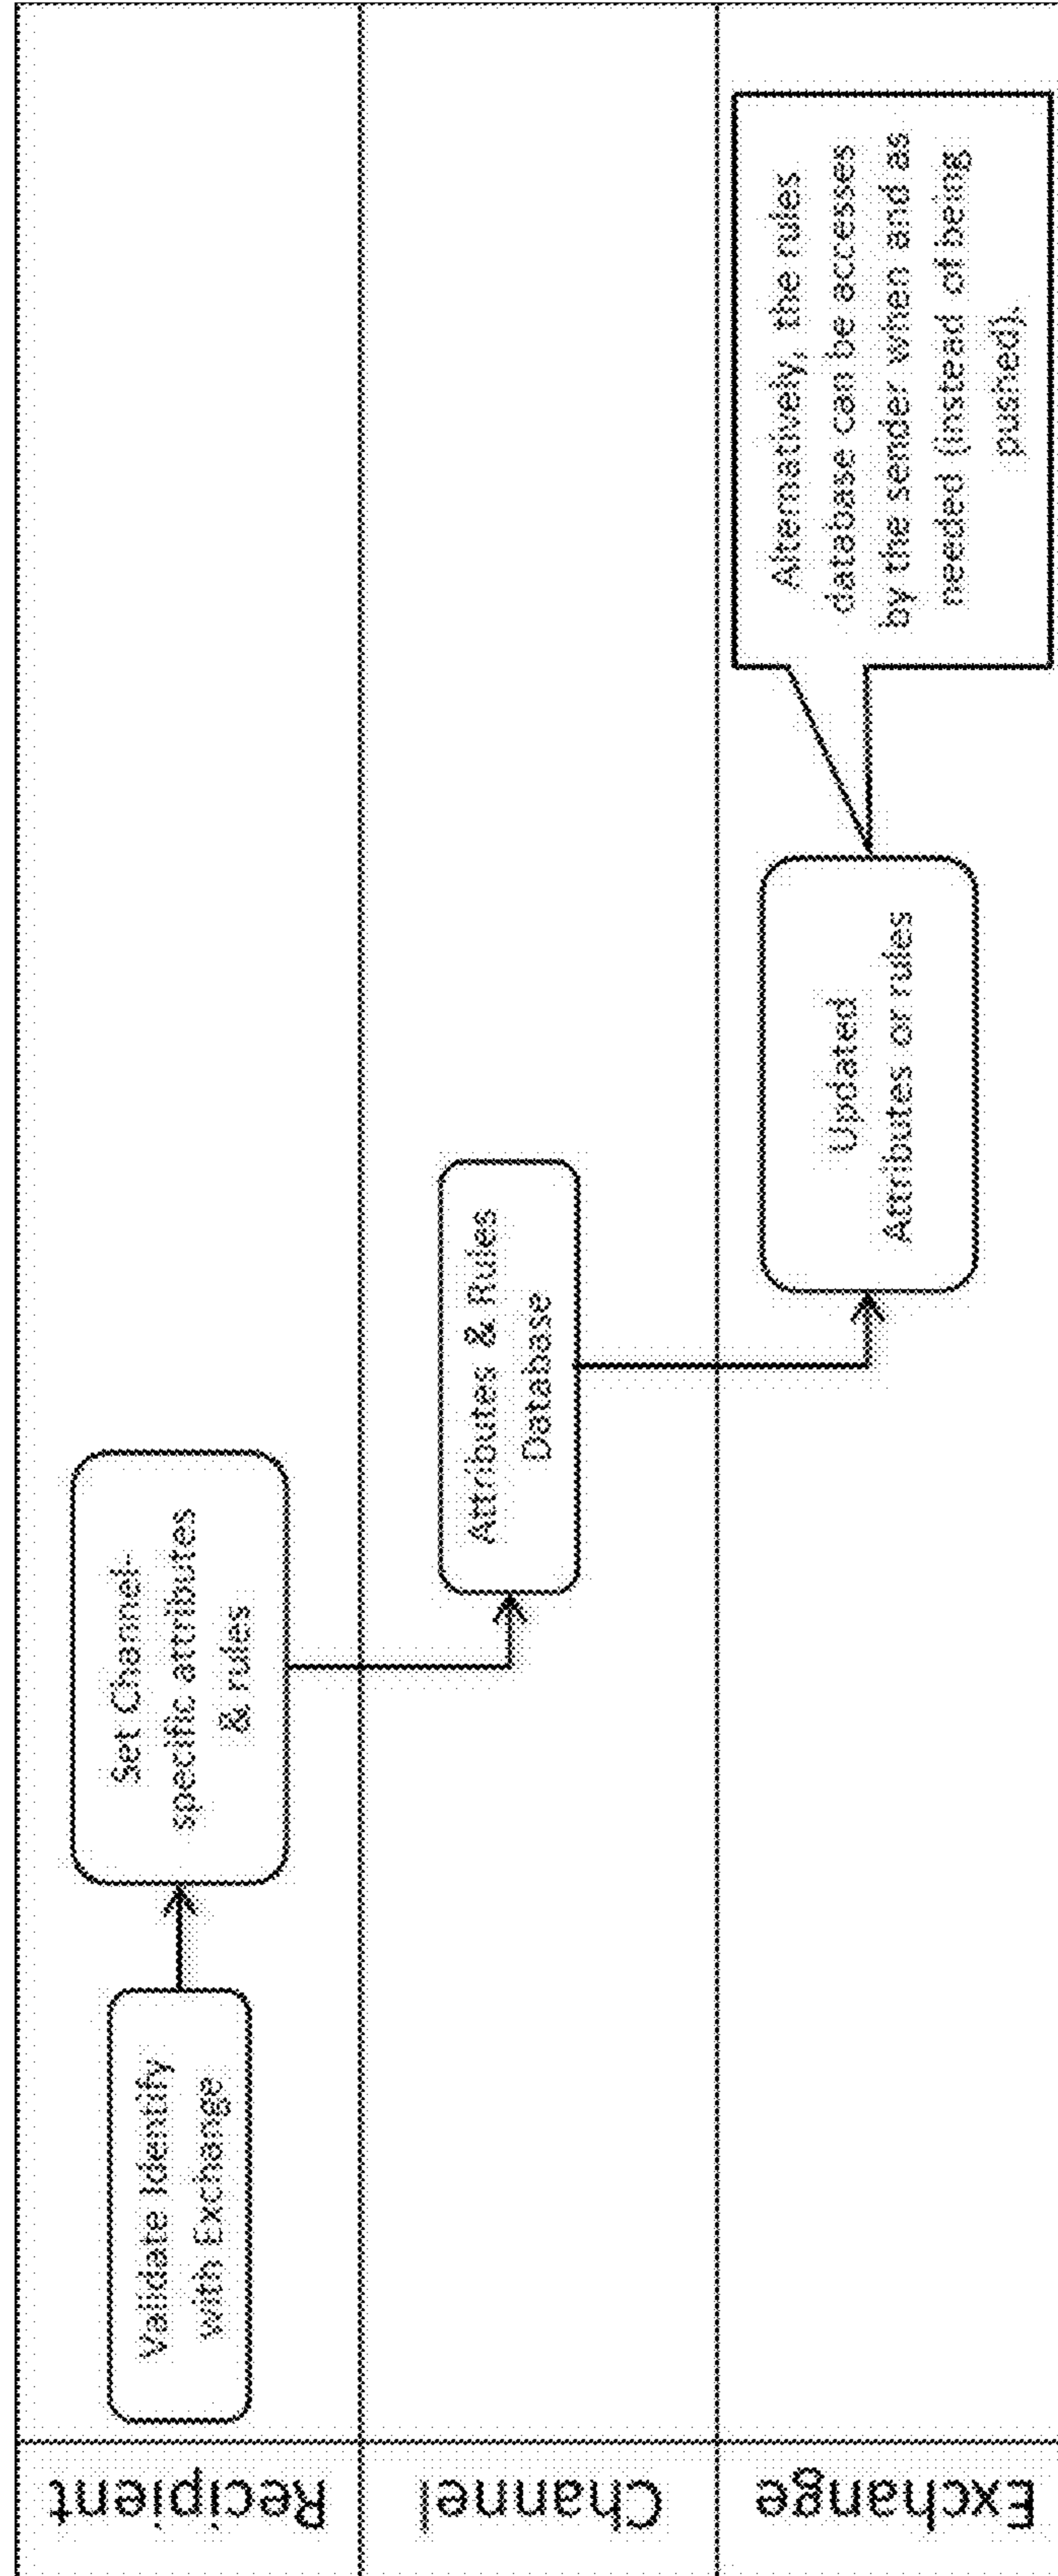 Recipient
Validate Identify
with Exchange
Set Channel-
specific attributes
& rules
Channel
Attributes & Rules
Database
Exchange
Updated
Attributes or rules
Alternatively, the rules
database can be accesses
by the sender when and as
needed (instead of being
pushed).